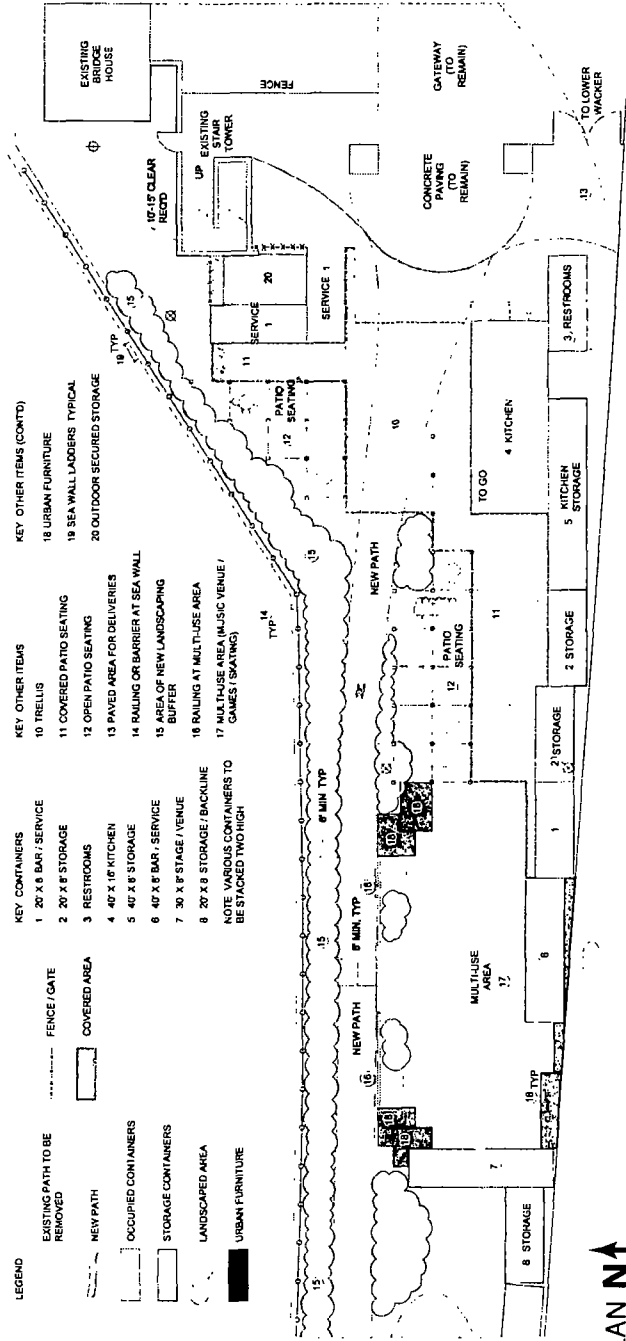 LEGEND
EXISTING PATH TO BE
REMOVED
NEW PATH
OCCUPIED CONTAINERS
STORAGE CONTAINERS
LANDSCAPED AREA
URBAN FURNITURE
FENCE / GATE
COVERED AREA
KEY CONTAINERS
1 20' X 8' BAR / SERVICE
2 20' X 8' STORAGE
3 RESTROOMS
4 40' X 16' KITCHEN
5 40' X 8' STORAGE
6 40' X 8' BAR / SERVICE
7 30' X 8' STAGE / VENUE
8 20' X 8' STORAGE / BACKLINE
NOTE VARIOUS CONTAINERS TO
BE STACKED TWO HIGH
KEY OTHER ITEMS
10 TRELLIS
11 COVERED PATIO SEATING
12 OPEN PATIO SEATING
13 PAVED AREA FOR DELIVERIES
14 RAILING OR BARRIER AT SEA WALL
15 AREA OF NEW LANDSCAPING
BUFFER
16 RAILING AT MULTI-USE AREA
17 MULTI-USE AREA (MUSIC VENUE /
GAMES / SKATING)
KEY OTHER ITEMS (CONT'D)
18 URBAN FURNITURE
19 SEA WALL LADDERS TYPICAL
20 OUTDOOR SECURED STORAGE
EXISTING
BRIDGE
HOUSE
10'-15' CLEAR
REQ'D
UP
EXISTING
STAIR
TOWER
FENCE
19 TYP
15
14
TYP
20
SERVICE
1
SERVICE 1
11
PATIO
SEATING
12
GATEWAY
(TO
REMAIN)
CONCRETE
PAVING
(TO
REMAIN)
TO LOWER
WACKER
13
10
15
6' MIN TYP
15
15
NEW PATH
8' MIN, TYP
NEW PATH
16
16
18
18
18
18
PATIO
SEATING
12
11
TO GO
4 KITCHEN
3, RESTROOMS
5 KITCHEN
STORAGE
2 STORAGE
2 STORAGE
1
6
MULTI-USE
AREA
17
18 TYP
7
8 STORAGE
AN N